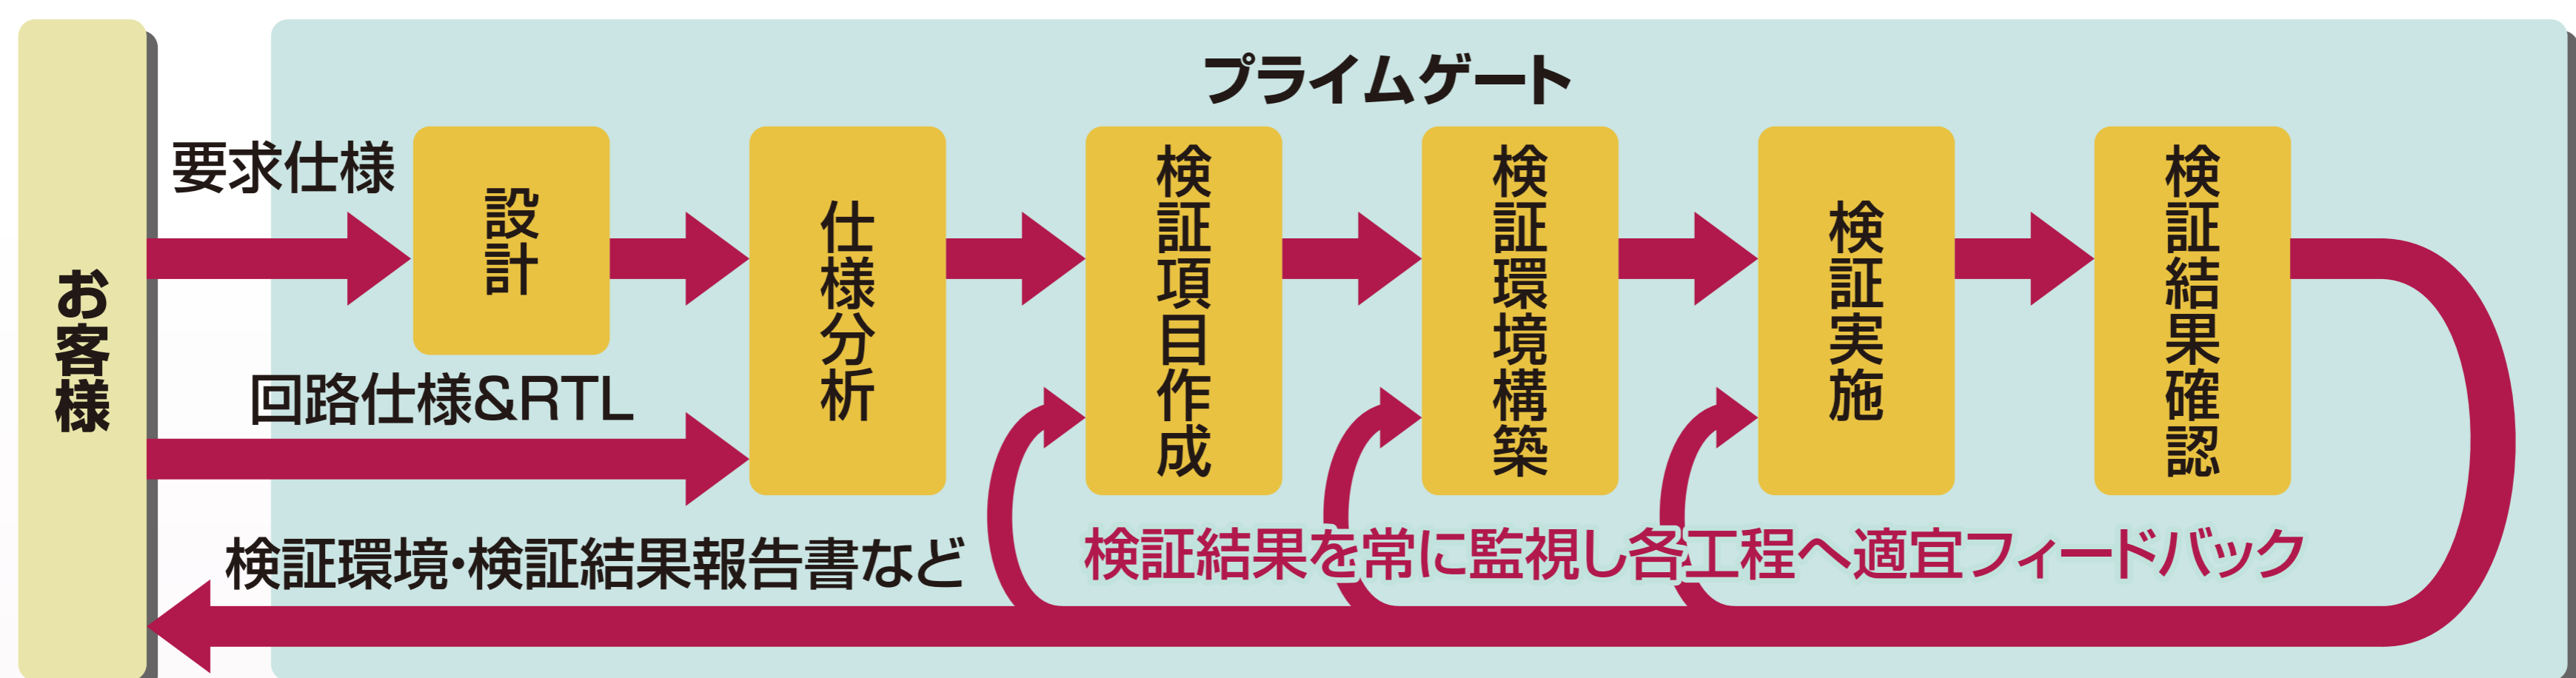 プライムゲート
お客様
要求仕様
設計
仕様分析
検証項目作成
検証環境構築
検証実施
検証結果確認
回路仕様&RTL
検証環境・検証結果報告書など
検証結果を常に監視し各工程へ適宜フィードバック